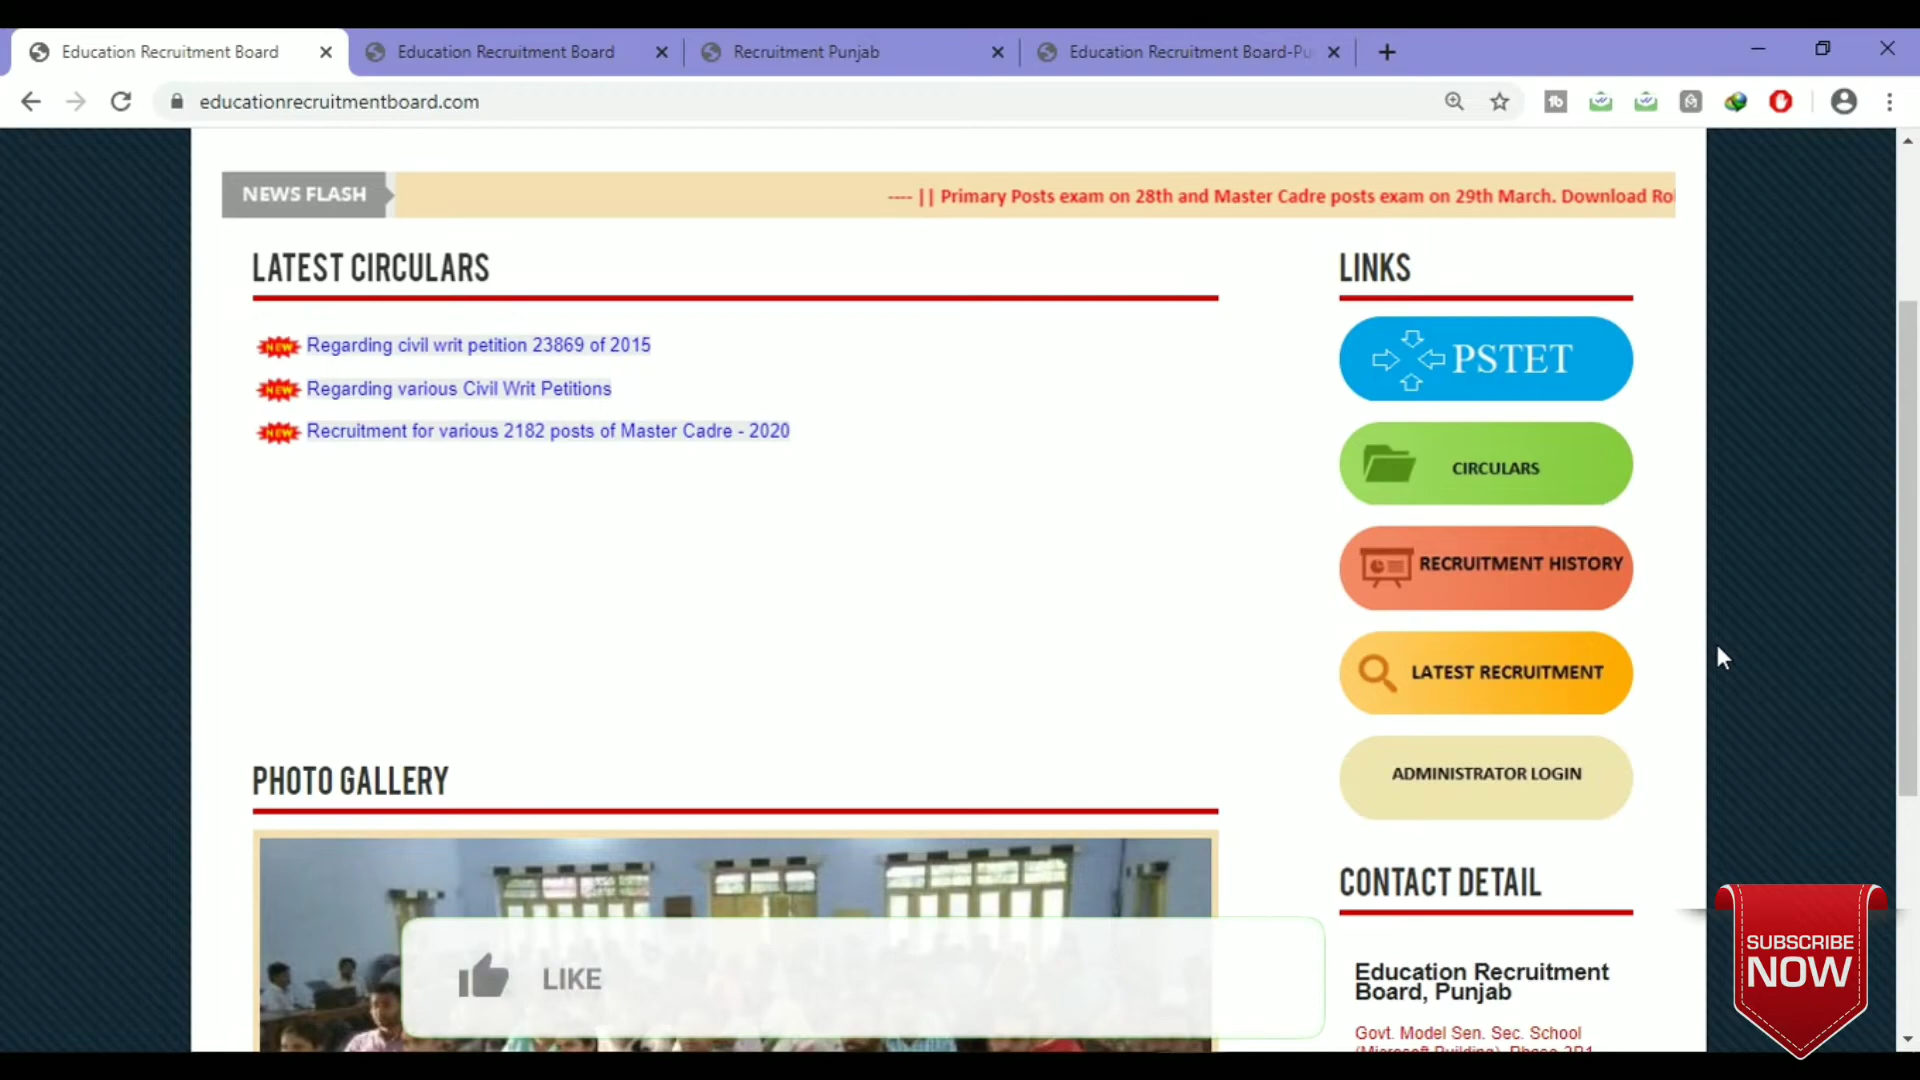 Education Recruitment Board
Education Recruitment Board
Recruitment Punjab
Education Recruitment Board-Pu
educationrecruitmentboard.com
NEWS FLASH
---- || Primary Posts exam on 28th and Master Cadre posts exam on 29th March. Download Ro
LATEST CIRCULARS
NEW Regarding civil writ petition 23869 of 2015
NEW Regarding various Civil Writ Petitions
NEW Recruitment for various 2182 posts of Master Cadre - 2020
LINKS
PSTET
CIRCULARS
RECRUITMENT HISTORY
LATEST RECRUITMENT
ADMINISTRATOR LOGIN
PHOTO GALLERY
LIKE
CONTACT DETAIL
Education Recruitment
Board, Punjab
Govt. Model Sen. Sec. School
SUBSCRIBE
NOW